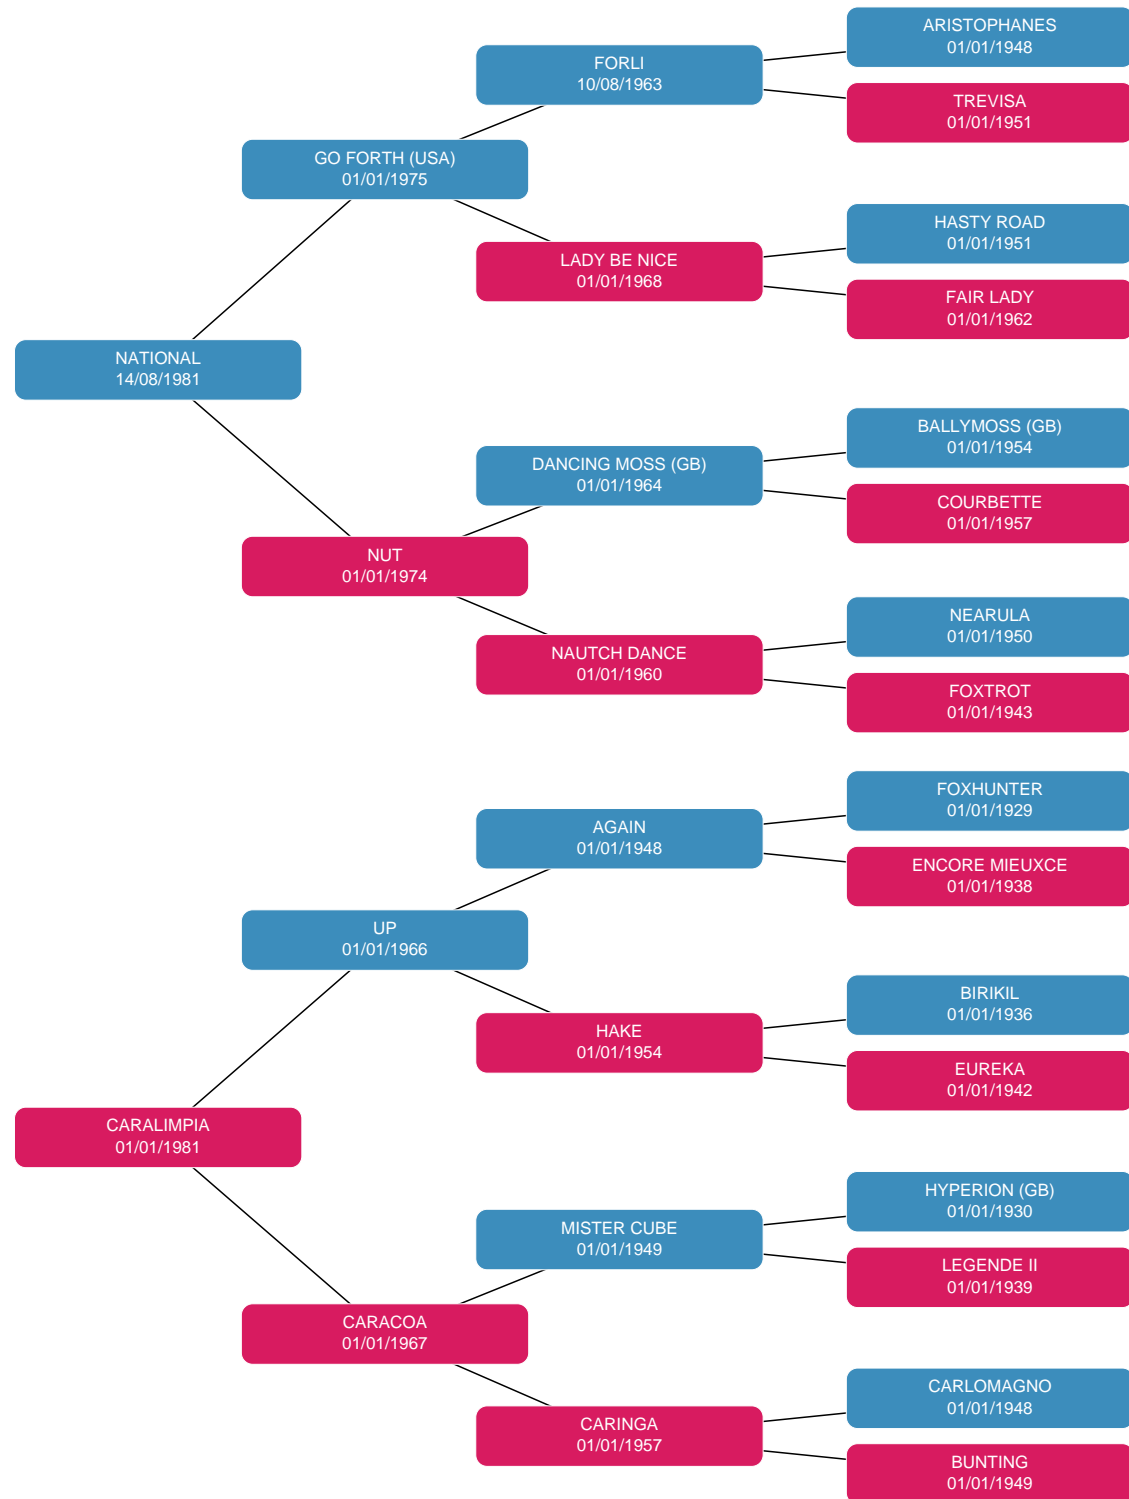 ARISTOPHANES
01/01/1948
FORLI
10/08/1963
TREVISA
01/01/1951
GO FORTH (USA)
01/01/1975
HASTY ROAD
01/01/1951
LADY BE NICE
01/01/1968
FAIR LADY
01/01/1962
NATIONAL
14/08/1981
BALLYMOSS (GB)
01/01/1954
DANCING MOSS (GB)
01/01/1964
COURBETTE
01/01/1957
NUT
01/01/1974
NEARULA
01/01/1950
NAUTCH DANCE
01/01/1960
FOXTROT
01/01/1943
FOXHUNTER
01/01/1929
AGAIN
01/01/1948
ENCORE MIEUXCE
01/01/1938
UP
01/01/1966
BIRIKIL
01/01/1936
HAKE
01/01/1954
EUREKA
01/01/1942
CARALIMPIA
01/01/1981
HYPERION (GB)
01/01/1930
MISTER CUBE
01/01/1949
LEGENDE II
01/01/1939
CARACOA
01/01/1967
CARLOMAGNO
01/01/1948
CARINGA
01/01/1957
BUNTING
01/01/1949